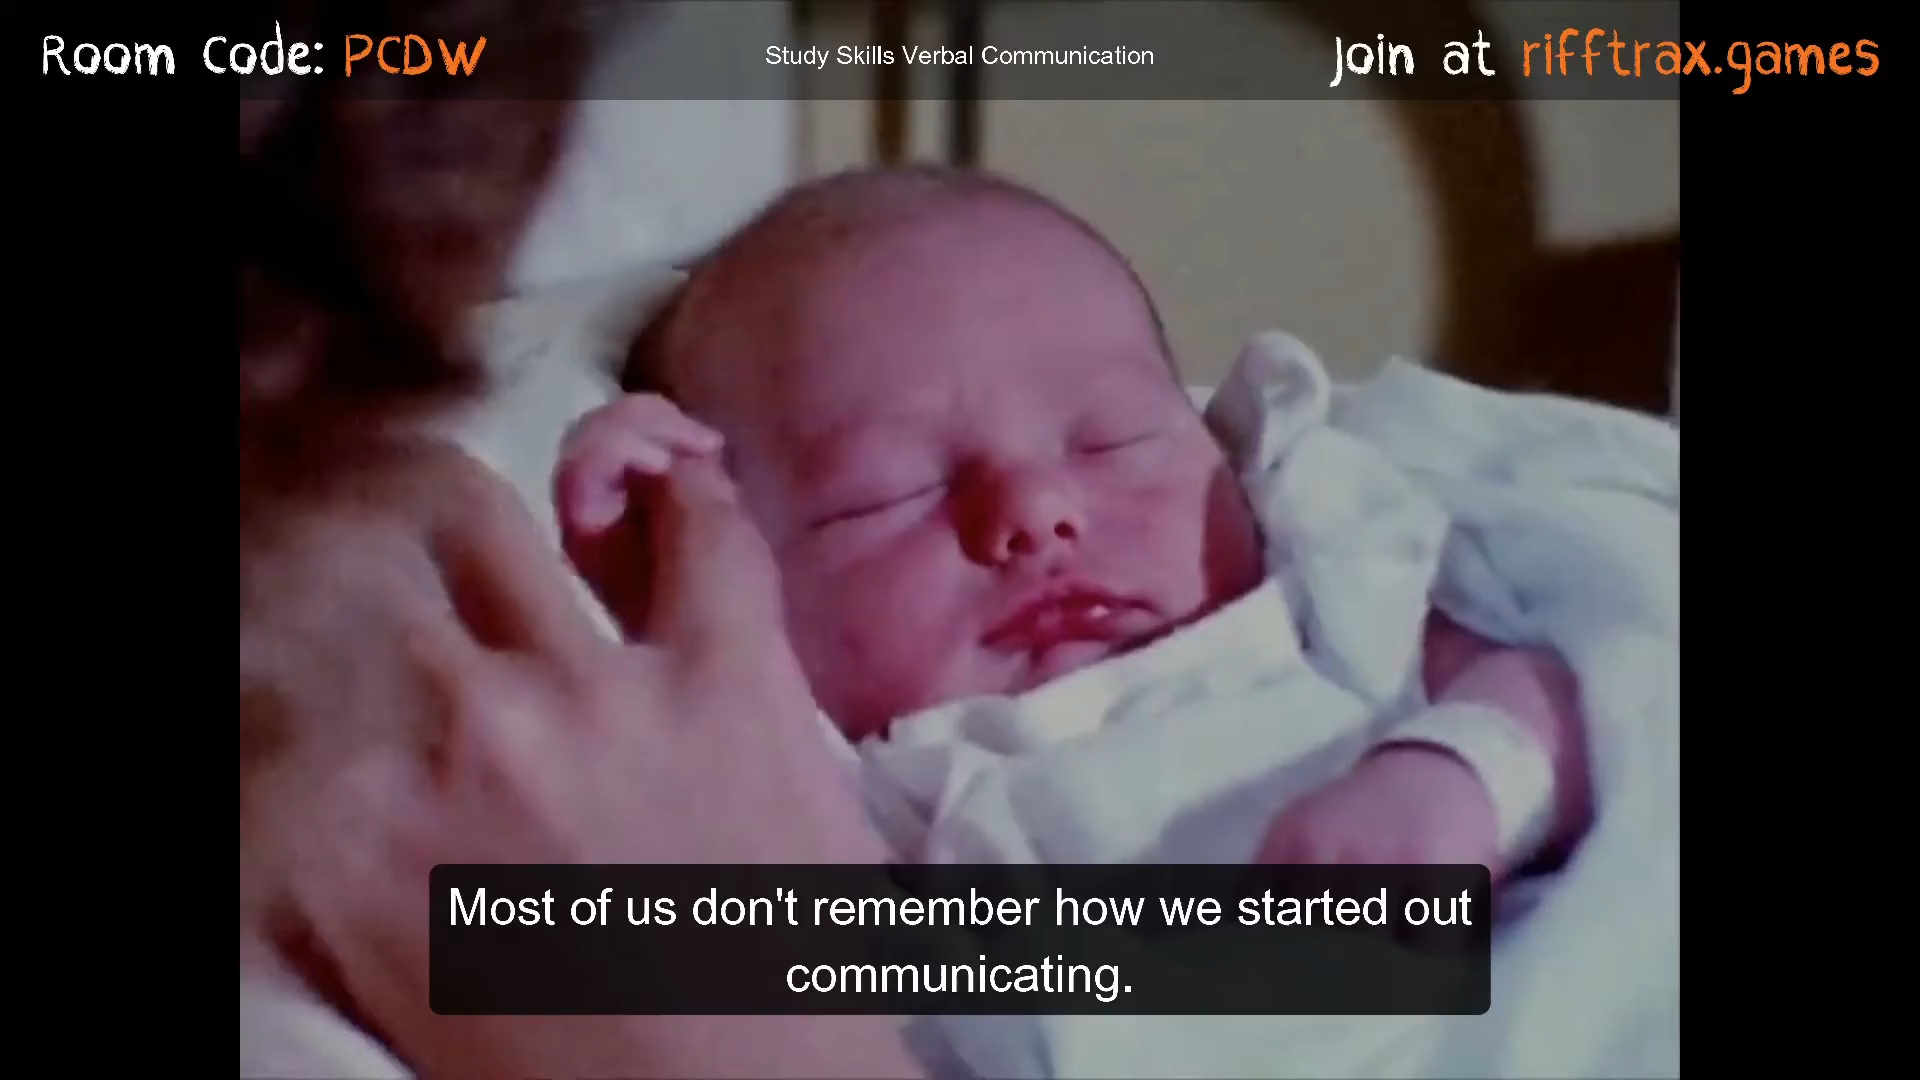 Room Code: PCDW
Study Skills Verbal Communication
Join at rifftrax.games
Most of us don't remember how we started out
communicating.